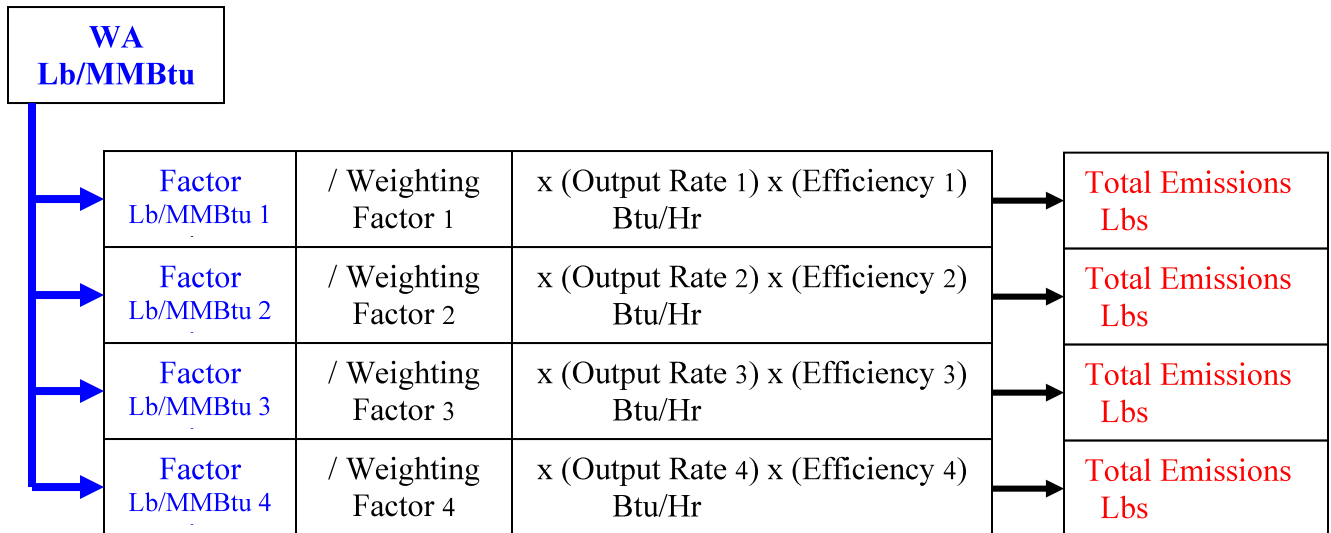 WA
Lb/MMBtu
Factor / Weighting x (Output Rate 1) x (Efficiency 1) Total Emissions
Lb/MMBtu 1 Factor 1 Btu/Hr Lbs
Factor / Weighting x (Output Rate 2) x (Efficiency 2) Total Emissions
Lb/MMBtu 2 Factor 2 Btu/Hr Lbs
Factor / Weighting x (Output Rate 3) x (Efficiency 3) Total Emissions
Lb/MMBtu 3 Factor 3 Btu/Hr Lbs
Factor / Weighting x (Output Rate 4) x (Efficiency 4) Total Emissions
Lb/MMBtu 4 Factor 4 Btu/Hr Lbs